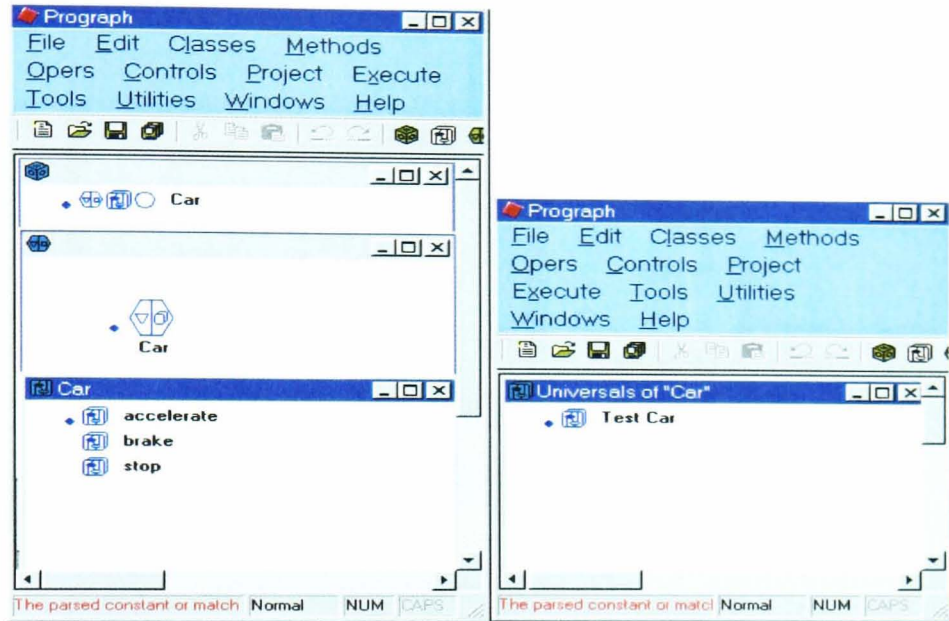 Prograph
File Edit Classes Methods
Opers Controls Project Execute
Tools Utilities Windows Help
Car
Car
Car
accelerate
brake
stop
The parsed constant or match Normal NUM CAPS
Prograph
File Edit Classes Methods
Opers Controls Project
Execute Tools Utilities
Windows Help
Universals of "Car"
Test Car
The parsed constant or matcl Normal NUM CAPS